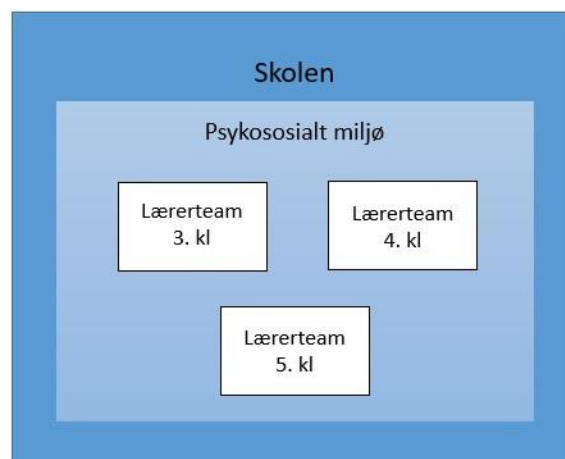 Skolen
Psykososialt miljø
Lærerteam
3. kl
Lærerteam
4. kl
Lærerteam
5. kl